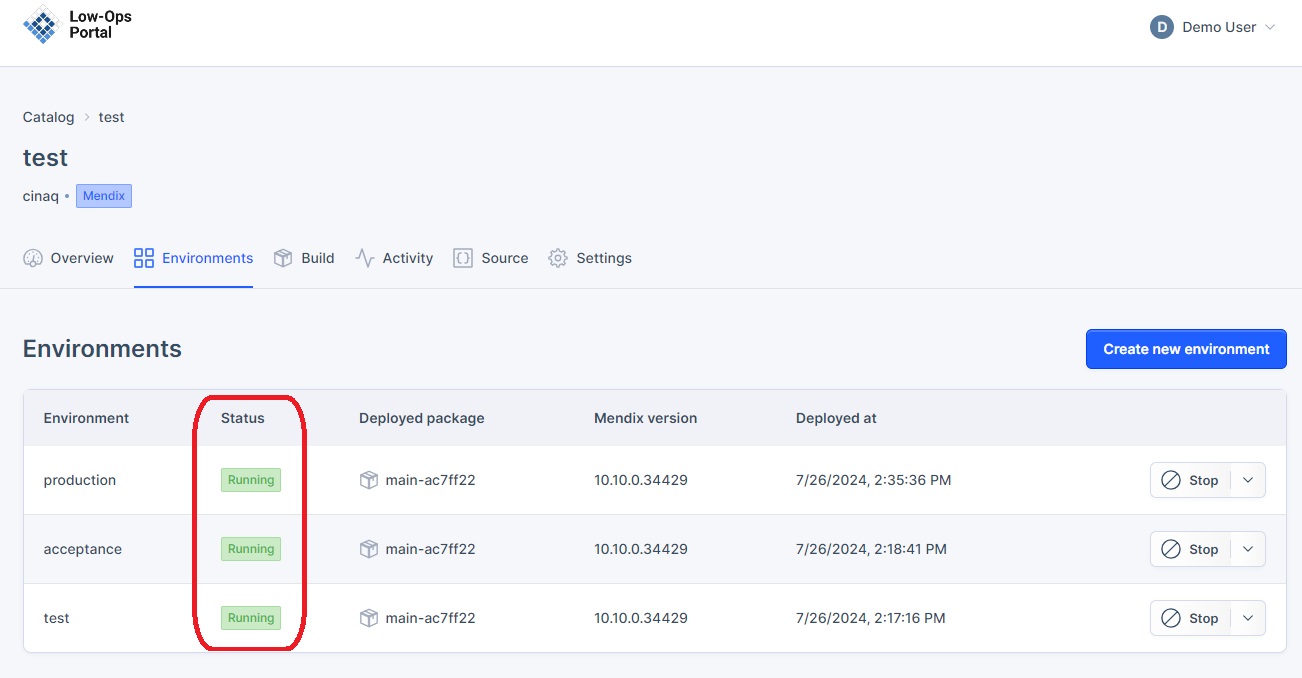 Low-Ops
Portal
D Demo User
Catalog > test
test
cinaq • Mendix
Overview Environments Build Activity Source Settings
Environments Create new environment
Environment Status Deployed package Mendix version Deployed at
production Running main-ac7ff22 10.10.0.34429 7/26/2024, 2:35:36 PM Stop
acceptance Running main-ac7ff22 10.10.0.34429 7/26/2024, 2:18:41 PM Stop
test Running main-ac7ff22 10.10.0.34429 7/26/2024, 2:17:16 PM Stop